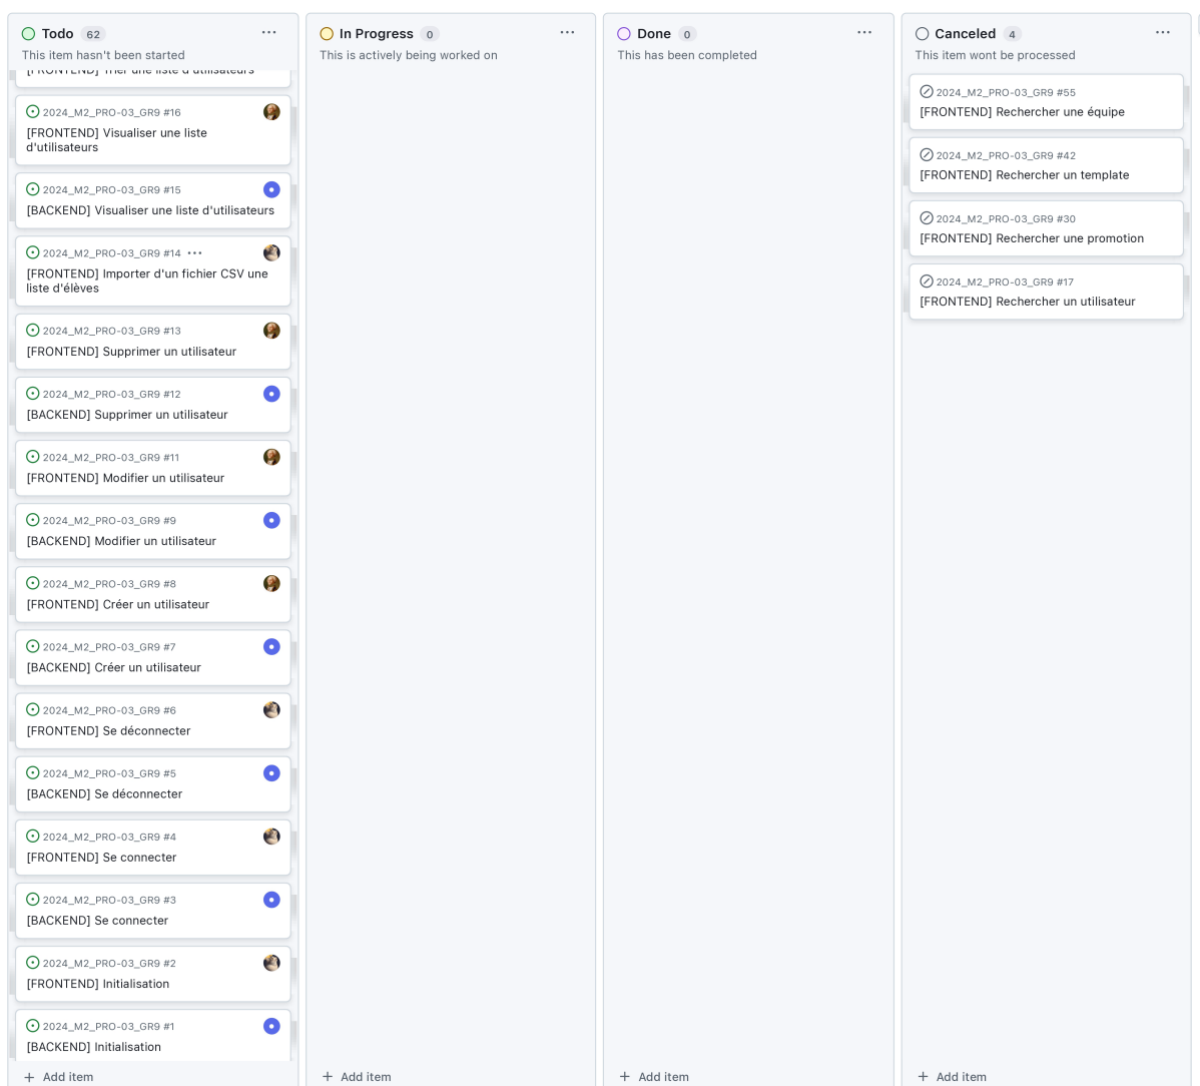 Todo 62 ...
This item hasn't been started
[FRONTEND] Trier une liste d'utilisateurs
2024_M2_PRO-03_GR9 #16
[FRONTEND] Visualiser une liste
d'utilisateurs
2024_M2_PRO-03_GR9 #15
[BACKEND] Visualiser une liste d'utilisateurs
2024_M2_PRO-03_GR9 #14 ...
[FRONTEND] Importer d'un fichier CSV une
liste d'élèves
2024_M2_PRO-03_GR9 #13
[FRONTEND] Supprimer un utilisateur
2024_M2_PRO-03_GR9 #12
[BACKEND] Supprimer un utilisateur
2024_M2_PRO-03_GR9 #11
[FRONTEND] Modifier un utilisateur
2024_M2_PRO-03_GR9 #9
[BACKEND] Modifier un utilisateur
2024_M2_PRO-03_GR9 #8
[FRONTEND] Créer un utilisateur
2024_M2_PRO-03_GR9 #7
[BACKEND] Créer un utilisateur
2024_M2_PRO-03_GR9 #6
[FRONTEND] Se déconnecter
2024_M2_PRO-03_GR9 #5
[BACKEND] Se déconnecter
2024_M2_PRO-03_GR9 #4
[FRONTEND] Se connecter
2024_M2_PRO-03_GR9 #3
[BACKEND] Se connecter
2024_M2_PRO-03_GR9 #2
[FRONTEND] Initialisation
2024_M2_PRO-03_GR9 #1
[BACKEND] Initialisation
+ Add item
In Progress 0 ...
This is actively being worked on
+ Add item
Done 0 ...
This has been completed
+ Add item
Canceled 4 ...
This item wont be processed
2024_M2_PRO-03_GR9 #55
[FRONTEND] Rechercher une équipe
2024_M2_PRO-03_GR9 #42
[FRONTEND] Rechercher un template
2024_M2_PRO-03_GR9 #30
[FRONTEND] Rechercher une promotion
2024_M2_PRO-03_GR9 #17
[FRONTEND] Rechercher un utilisateur
+ Add item